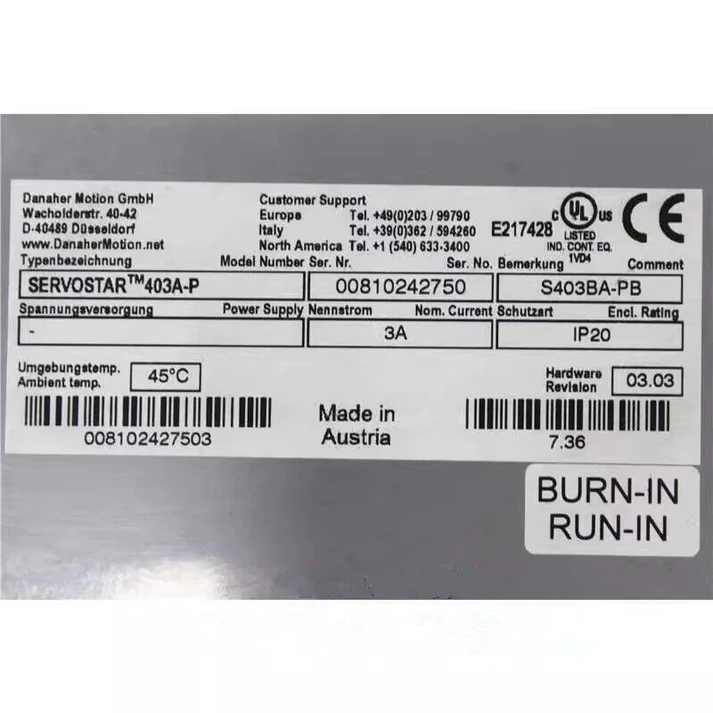 Danaher Motion GmbH
Wacholderstr. 40-42
D-40489 Düsseldorf
www.DanaherMotion.net
Customer Support
Europe Tel. +49(0)203 / 99790
Italy Tel. +39(0)362 / 594260
North America Tel. +1 (540) 633-3400
E217428
C UL US
LISTED
IND. CONT. EQ.
1VD4
CE
Typenbezeichnung Model Number
SERVOSTAR™403A-P
Ser. Nr. Ser. No.
00810242750
Bemerkung Comment
S403BA-PB
Spannungsversorgung Power Supply
-
Nennstrom Nom. Current
3A
Schutzart Encl. Rating
IP20
Umgebungstemp.
Ambient temp.
45°C
Hardware
Revision
03.03
008102427503
Made in
Austria
7.36
BURN-IN
RUN-IN